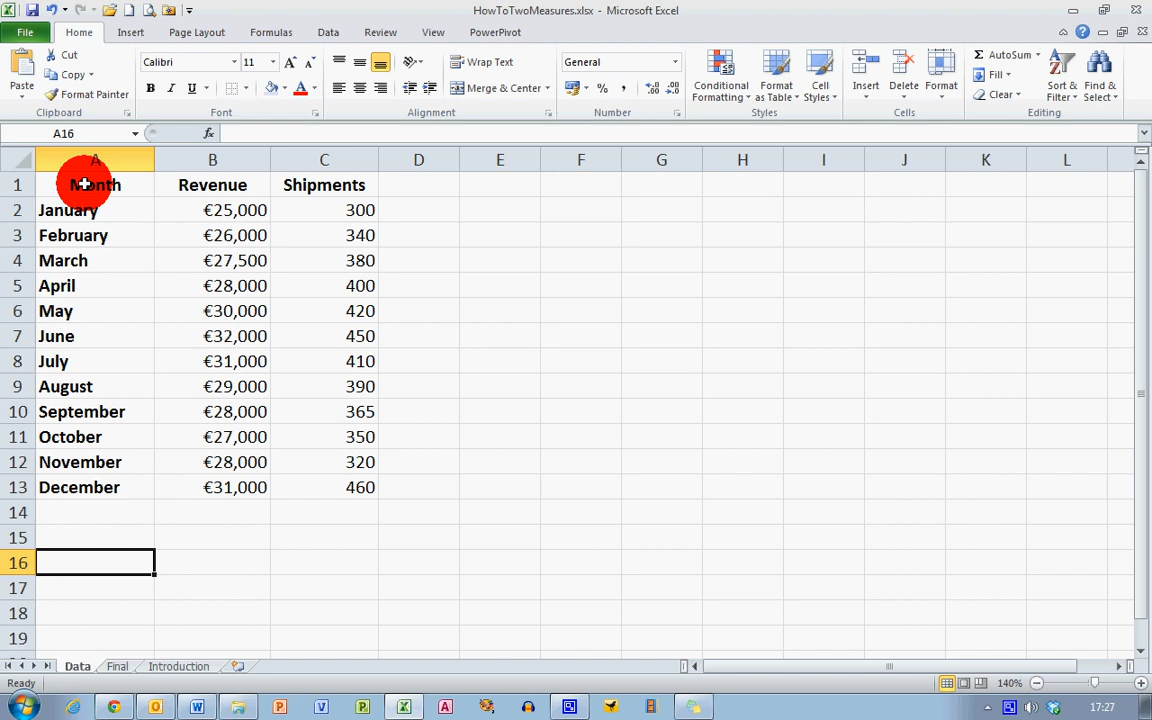 HowToTwoMeasures.xlsx - Microsoft Excel
File Home Insert Page Layout Formulas Data Review View PowerPivot
Paste Cut Copy Format Painter Calibri 11 Wrap Text Merge & Center General Conditional Formatting Format as Table Cell Styles Insert Delete Format AutoSum Fill Clear Sort & Filter Find & Select
Clipboard Font Alignment Number Styles Cells Editing
A16 fx
A B C D E F G H I J K L
1 Month Revenue Shipments
2 January €25,000 300
3 February €26,000 340
4 March €27,500 380
5 April €28,000 400
6 May €30,000 420
7 June €32,000 450
8 July €31,000 410
9 August €29,000 390
10 September €28,000 365
11 October €27,000 350
12 November €28,000 320
13 December €31,000 460
14
15
16
17
18
19
Data Final Introduction
Ready 140%
17:27